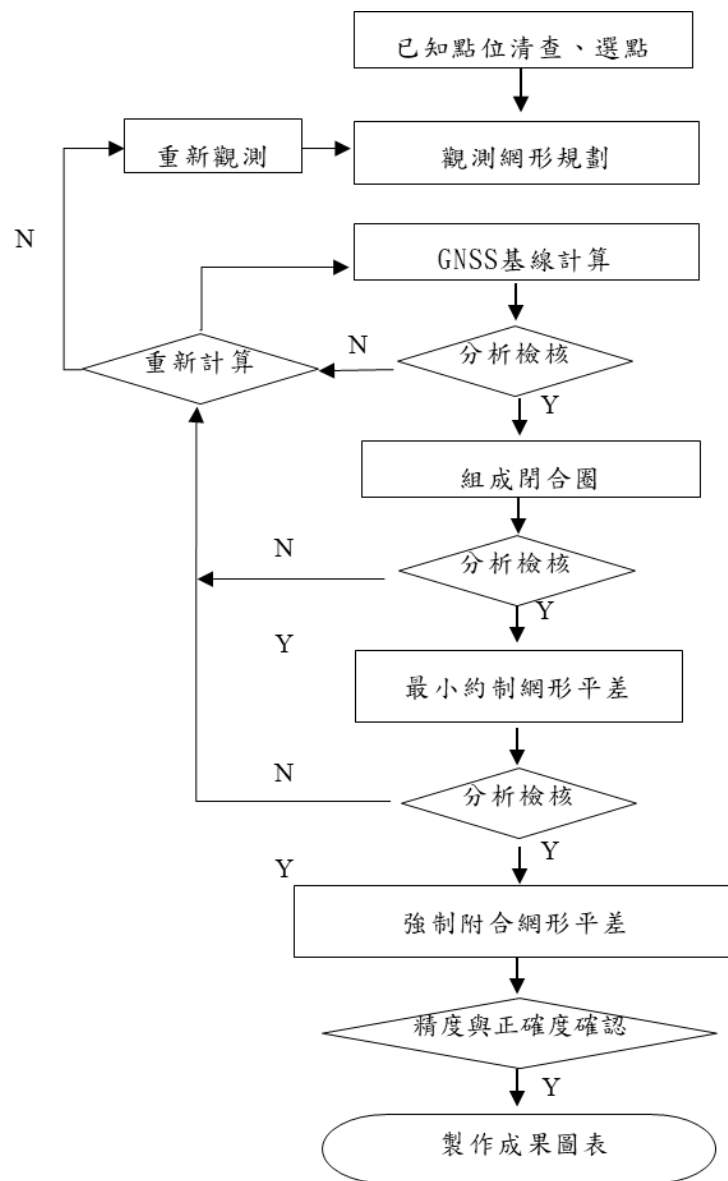 已知點位清查、選點
重新觀測
觀測網形規劃
N
GNSS基線計算
重新計算
N
分析檢核
Y
組成閉合圈
N
分析檢核
Y
Y
最小約制網形平差
N
分析檢核
Y
Y
強制附合網形平差
精度與正確度確認
Y
製作成果圖表